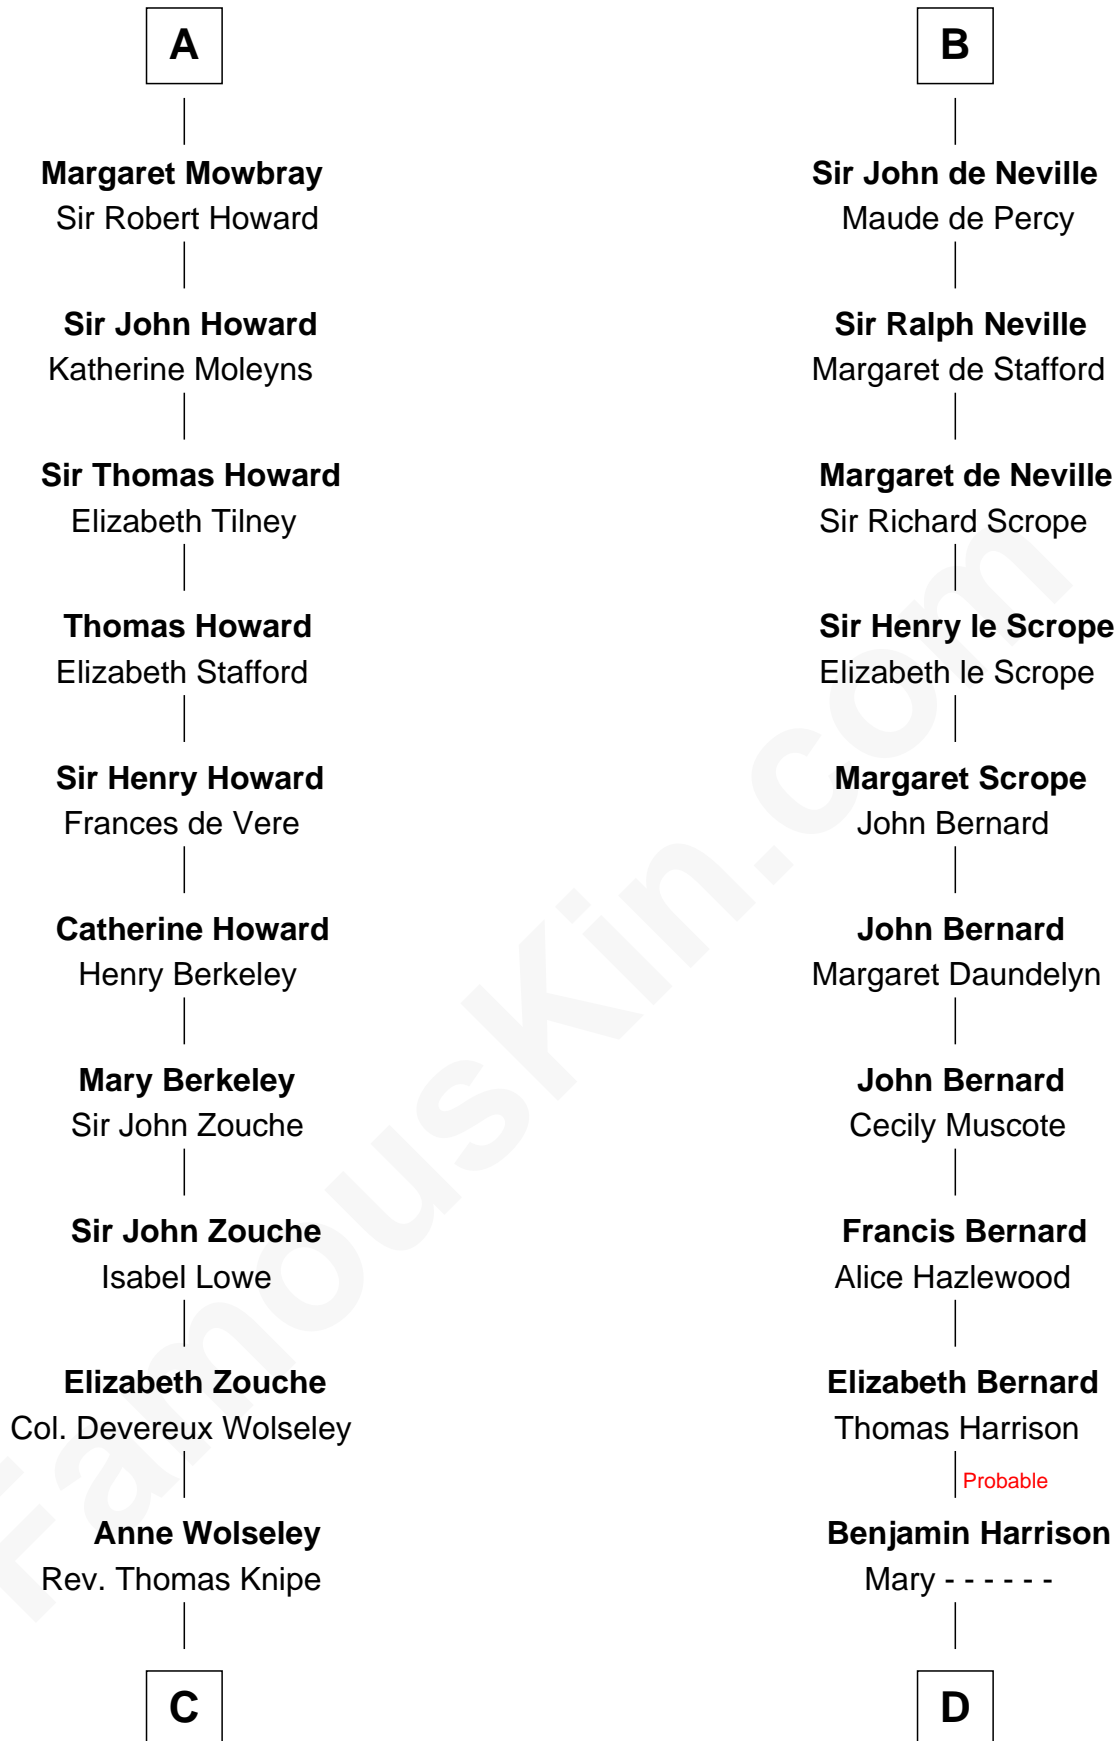 A
Margaret Mowbray
Sir Robert Howard
Sir John Howard
Katherine Moleyns
Sir Thomas Howard
Elizabeth Tilney
Thomas Howard
Elizabeth Stafford
Sir Henry Howard
Frances de Vere
Catherine Howard
Henry Berkeley
Mary Berkeley
Sir John Zouche
Sir John Zouche
Isabel Lowe
Elizabeth Zouche
Col. Devereux Wolseley
Anne Wolseley
Rev. Thomas Knipe
C
B
Sir John de Neville
Maude de Percy
Sir Ralph Neville
Margaret de Stafford
Margaret de Neville
Sir Richard Scrope
Sir Henry le Scrope
Elizabeth le Scrope
Margaret Scrope
John Bernard
John Bernard
Margaret Daundelyn
John Bernard
Cecily Muscote
Francis Bernard
Alice Hazlewood
Elizabeth Bernard
Thomas Harrison
Probable
Benjamin Harrison
Mary - - - - - -
D
FamousKin.com